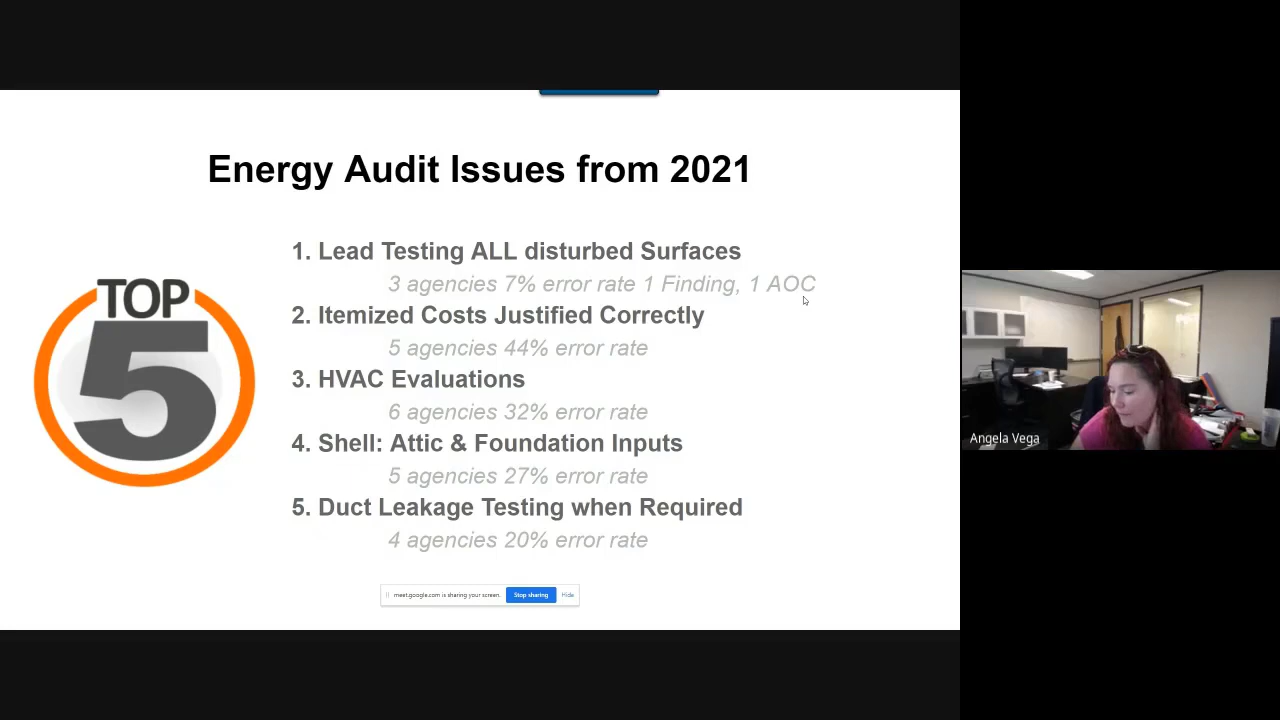 Energy Audit Issues from 2021
TOP
5
1. Lead Testing ALL disturbed Surfaces
3 agencies 7% error rate 1 Finding, 1 AOC
2. Itemized Costs Justified Correctly
5 agencies 44% error rate
3. HVAC Evaluations
6 agencies 32% error rate
4. Shell: Attic & Foundation Inputs
5 agencies 27% error rate
5. Duct Leakage Testing when Required
4 agencies 20% error rate
meet.google.com is sharing your screen. Stop sharing Hide
Angela Vega